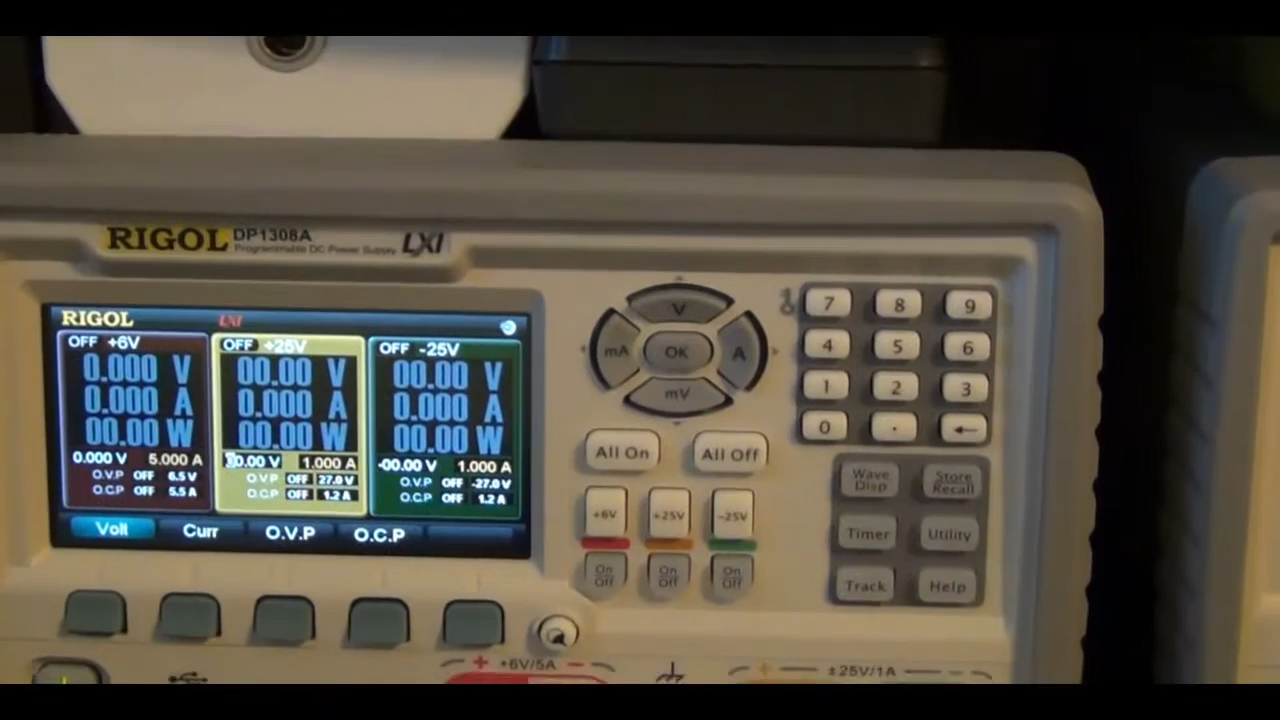 RIGOL DP1308A
Programmable DC Power Supply LXI
RIGOL LXI
OFF +6V
0.000 V
0.000 A
00.00 W
0.000 V 5.000 A
O.V.P OFF 6.5 V
O.C.P OFF 5.5 A
OFF +25V
00.00 V
0.000 A
00.00 W
00.00 V 1.000 A
O.V.P OFF 27.0 V
O.C.P OFF 1.2 A
OFF -25V
00.00 V
0.000 A
00.00 W
-00.00 V 1.000 A
O.V.P OFF -27.0 V
O.C.P OFF 1.2 A
Volt Curr O.V.P O.C.P
V
mA OK A
mV
7 8 9
4 5 6
1 2 3
0 . ←
All On All Off
+6V +25V -25V
On Off On Off On Off
Wave Disp Store Recall
Timer Utility
Track Help
+ +6V/5A -
+ ±25V/1A -